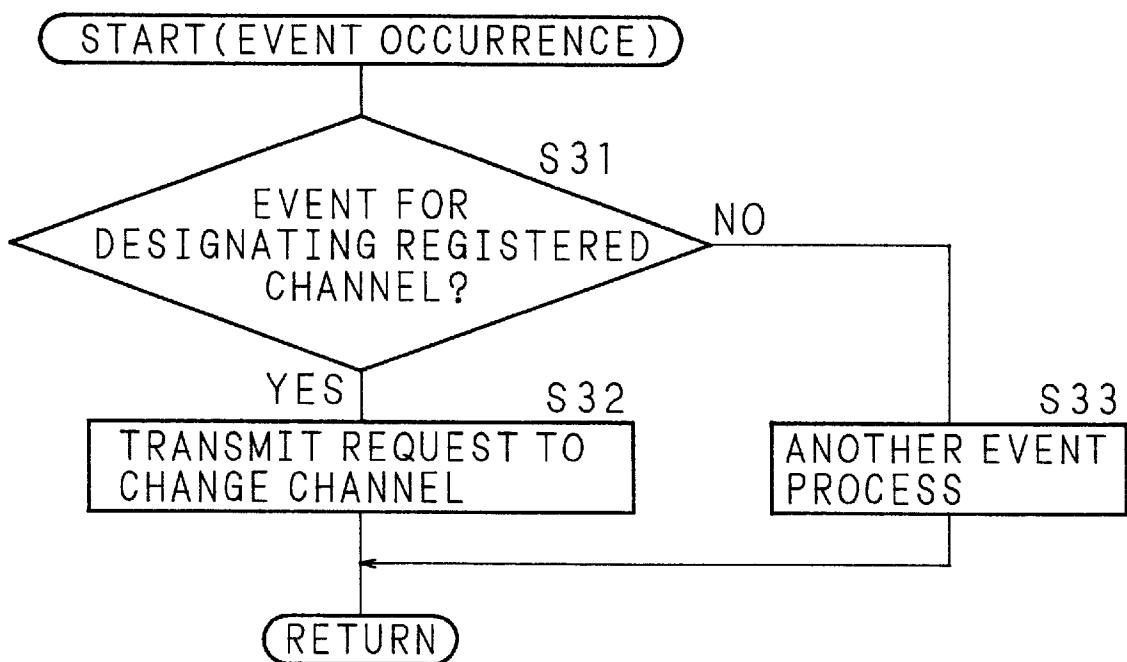 START(EVENT OCCURRENCE)
S31
EVENT FOR
DESIGNATING REGISTERED
CHANNEL?
NO
YES
S32
TRANSMIT REQUEST TO
CHANGE CHANNEL
S33
ANOTHER EVENT
PROCESS
RETURN